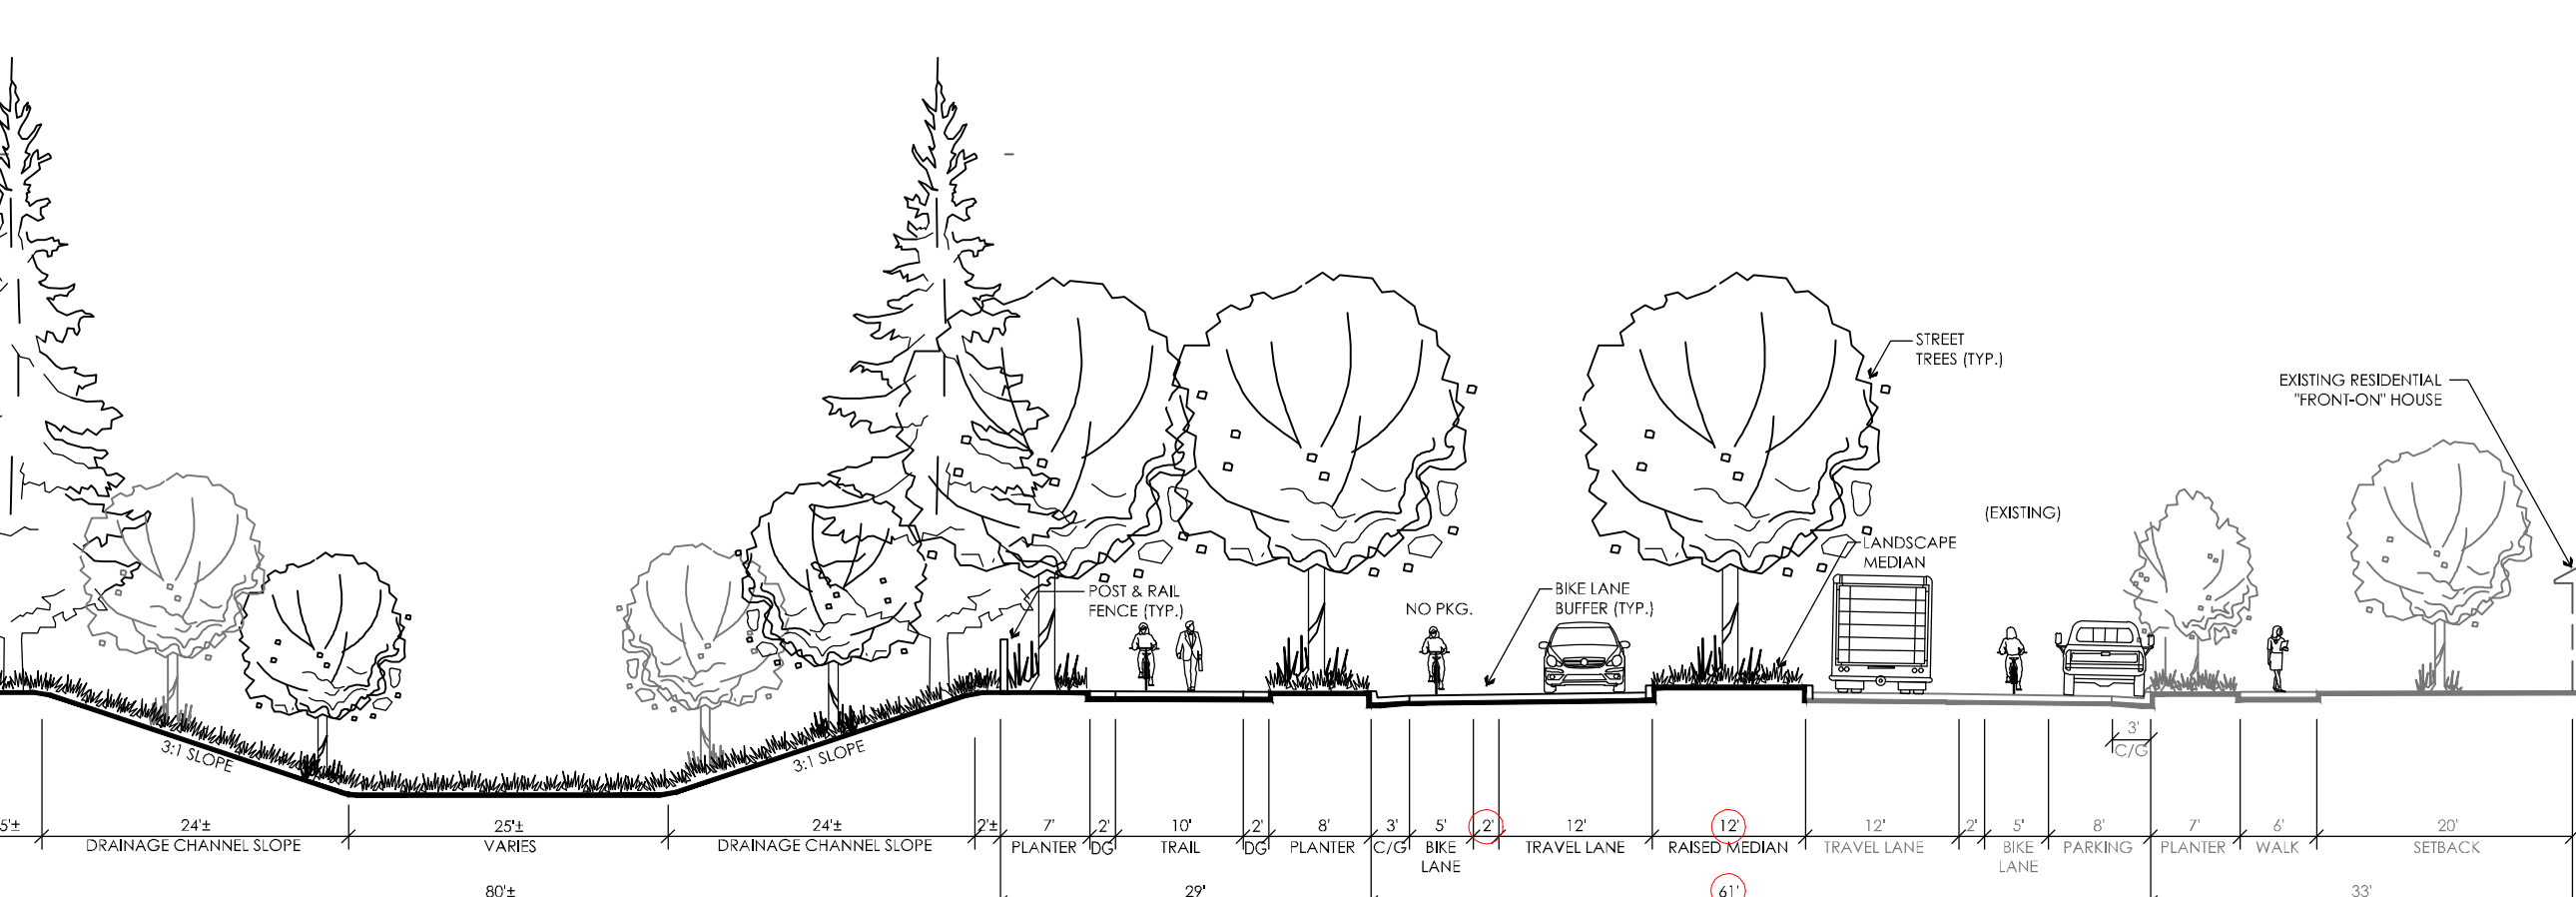 STREET
TREES (TYP.)
EXISTING RESIDENTIAL
"FRONT-ON" HOUSE
(EXISTING)
LANDSCAPE
MEDIAN
POST & RAIL
FENCE (TYP.)
NO PKG.
BIKE LANE
BUFFER (TYP.)
3:1 SLOPE
3:1 SLOPE
3'
C/G
5'± 24'± 25'± 24'± 2'± 7' 2' 10' 2' 8' 3' 5' 2' 12' 12' 12' 2' 5' 8' 7' 6' 20'
DRAINAGE CHANNEL SLOPE VARIES DRAINAGE CHANNEL SLOPE PLANTER DG TRAIL DG PLANTER C/G BIKE TRAVEL LANE RAISED MEDIAN TRAVEL LANE BIKE PARKING PLANTER WALK SETBACK
LANE LANE
80'± 29' 61' 33'